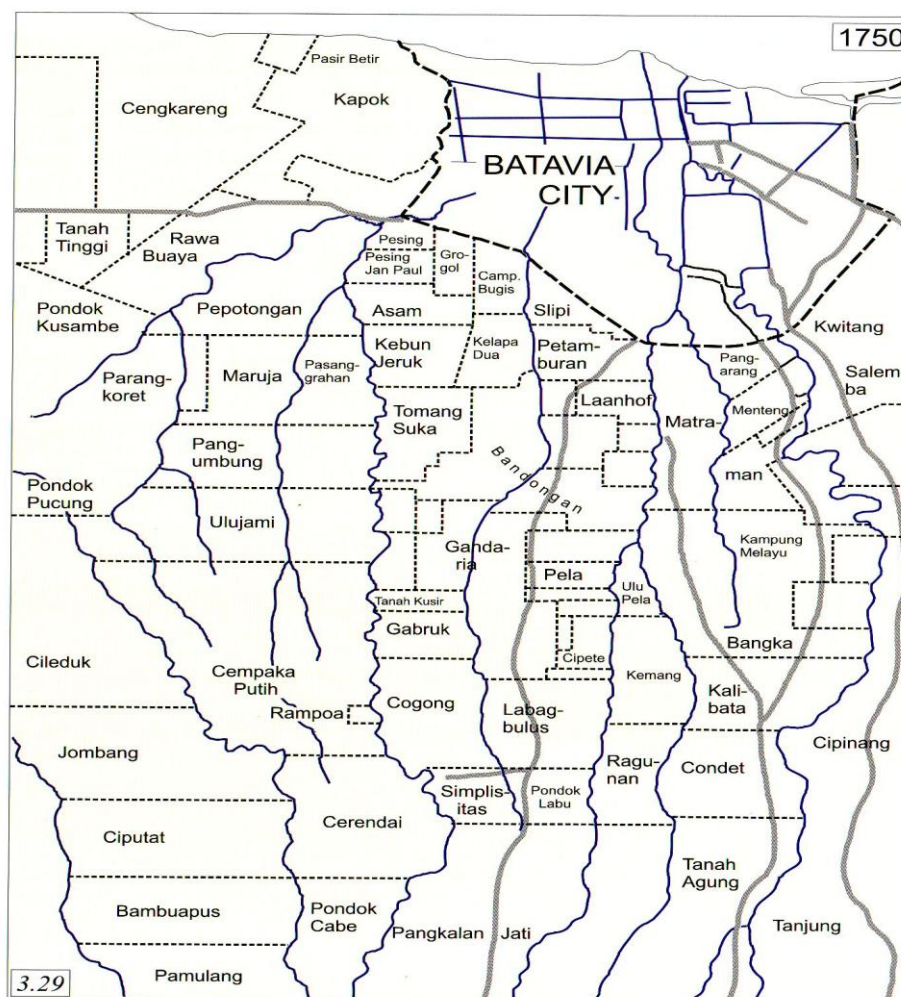 1750
Pasir Betir
Cengkareng
Kapok
BATAVIA
CITY
Tanah
Tinggi
Rawa
Buaya
Pesing
Pesing
Jan Paul
Gro-
gol
Camp.
Bugis
Pondok
Kusambe
Pepotongan
Asam
Slipi
Kwitang
Parang-
koret
Maruja
Pasang-
grahan
Kebun
Jeruk
Kelapa
Dua
Petam-
buran
Pang-
arang
Salem-
ba
Tomang
Suka
Laanhof
Matra-
man
Menteng
Pang-
umbung
Bandongan
Pondok
Pucung
Ulujami
Ganda-
ria
Kampung
Melayu
Pela
Ulu
Pela
Tanah Kusir
Gabruk
Bangka
Cileduk
Cempaka
Putih
Cipete
Kemang
Rampoa
Cogong
Labag-
bulus
Kali-
bata
Jombang
Cipinang
Simplis-
itas
Pondok
Labu
Ragu-
nan
Condet
Ciputat
Cerendai
Tanah
Agung
Bambuapus
Pondok
Cabe
Pangkalan Jati
Tanjung
Pamulang
3.29